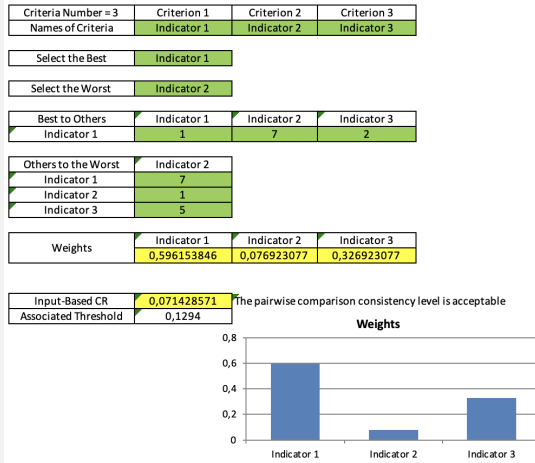 Criteria Number = 3 Criterion 1 Criterion 2 Criterion 3
Names of Criteria Indicator 1 Indicator 2 Indicator 3
Select the Best Indicator 1
Select the Worst Indicator 2
Best to Others Indicator 1 Indicator 2 Indicator 3
Indicator 1 1 7 2
Others to the Worst Indicator 2
Indicator 1 7
Indicator 2 1
Indicator 3 5
Weights Indicator 1 Indicator 2 Indicator 3
0,596153846 0,076923077 0,326923077
Input-Based CR 0,071428571 The pairwise comparison consistency level is acceptable
Associated Threshold 0,1294
Weights
0,8
0,6
0,4
0,2
0
Indicator 1 Indicator 2 Indicator 3